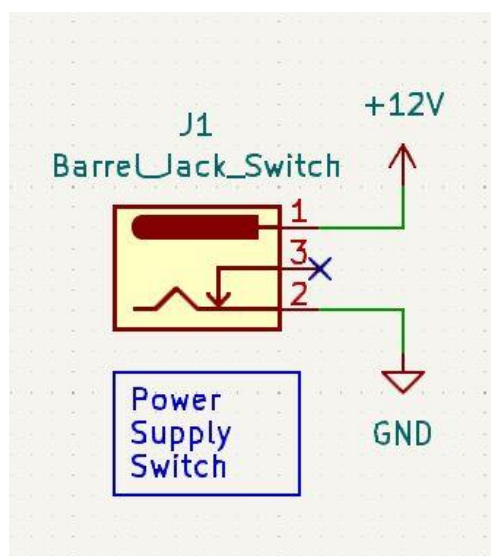 +12V
J1
Barrel_Jack_Switch
1
3
2
Power
Supply
Switch
GND